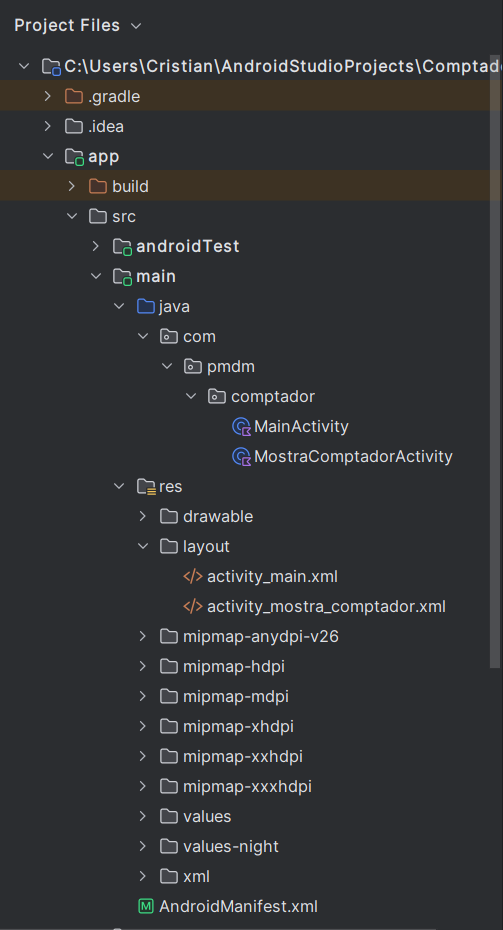 Project Files
C:\Users\Cristian\AndroidStudioProjects\Comptad
.gradle
.idea
app
build
src
androidTest
main
java
com
pmdm
comptador
MainActivity
MostraComptadorActivity
res
drawable
layout
activity_main.xml
activity_mostra_comptador.xml
mipmap-anydpi-v26
mipmap-hdpi
mipmap-mdpi
mipmap-xhdpi
mipmap-xxhdpi
mipmap-xxxhdpi
values
values-night
xml
AndroidManifest.xml